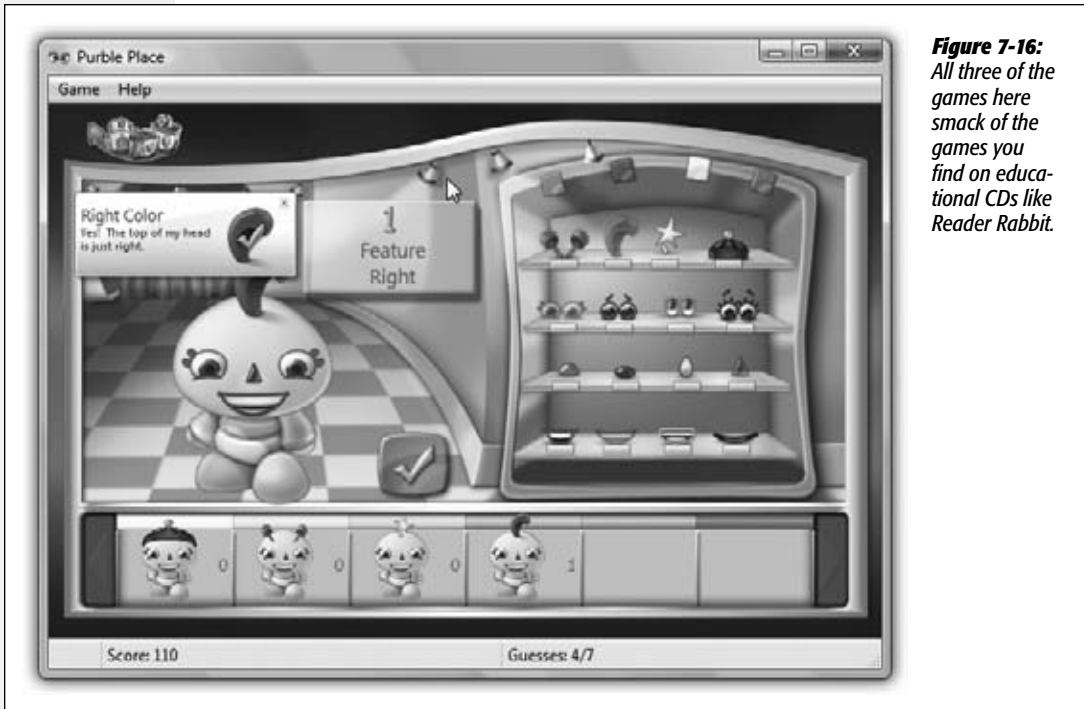 Purble Place
Game Help
Right Color
Yes! The top of my head
is just right.
1
Feature
Right
0
0
0
1
Score: 110
Guesses: 4/7
Figure 7-16:
All three of the
games here
smack of the
games you
find on educa-
tional CDs like
Reader Rabbit.